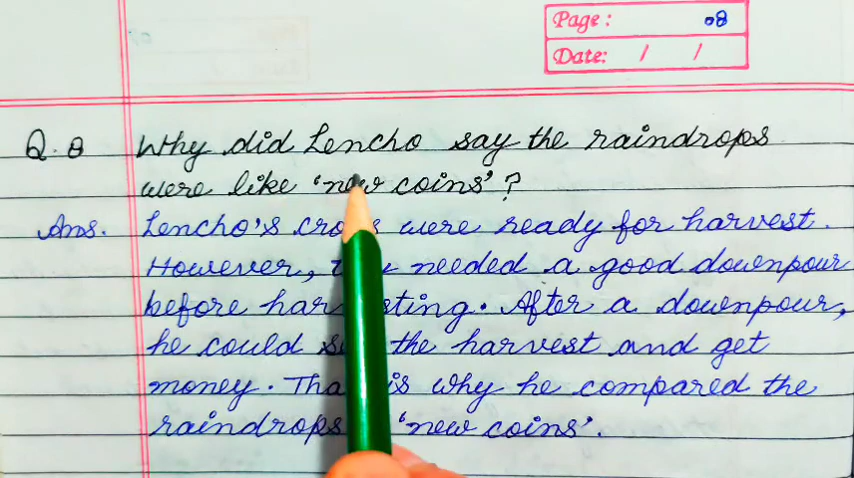 Page: 08
Date: / /
Q.8 Why did Lencho say the raindrops
were like 'new coins'?
Ans. Lencho's crops were ready for harvest.
However, needed a good downpour
before harvesting. After a downpour,
he could the harvest and get
money. That is why he compared the
raindrops 'new coins'.